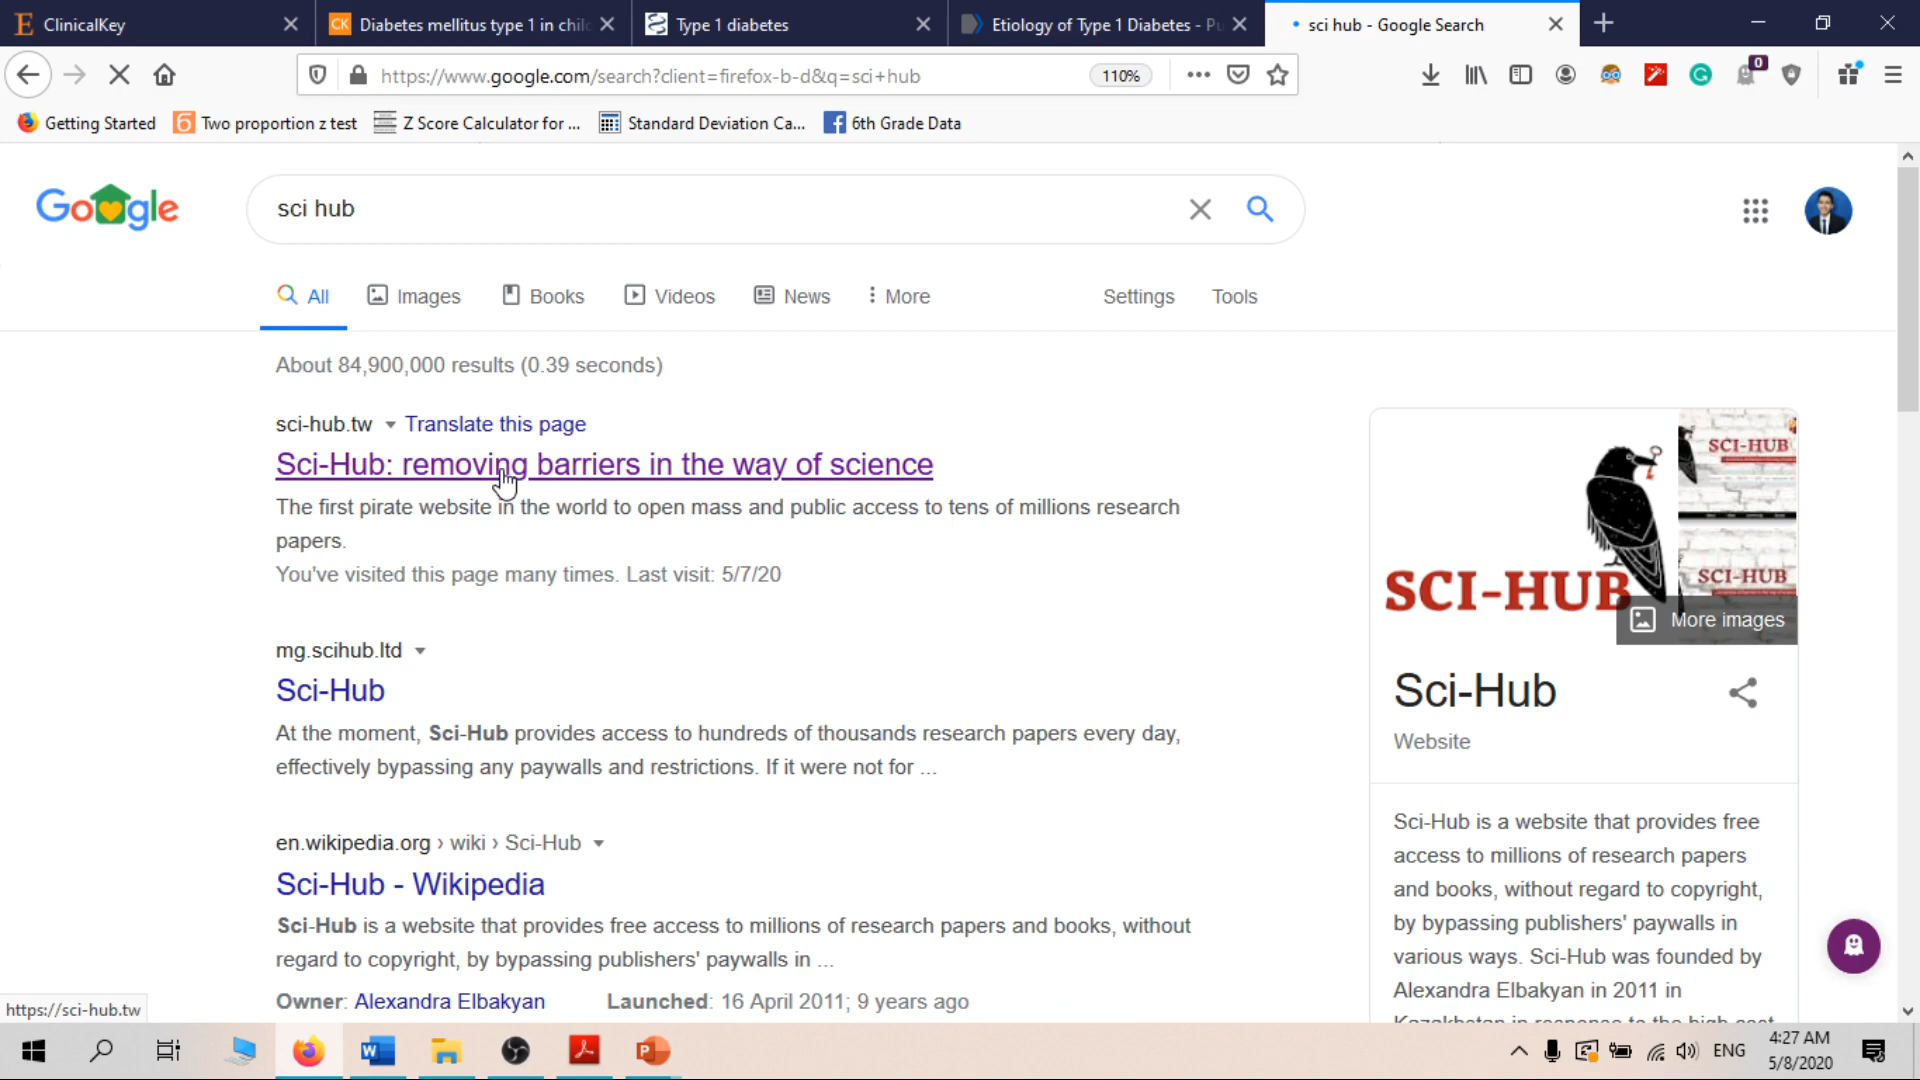 ClinicalKey
Diabetes mellitus type 1 in chil
Type 1 diabetes
Etiology of Type 1 Diabetes - Pu
sci hub - Google Search
https://www.google.com/search?client=firefox-b-d&q=sci+hub
110%
0
Getting Started
Two proportion z test
Z Score Calculator for ...
Standard Deviation Ca...
6th Grade Data
Google
sci hub
All
Images
Books
Videos
News
More
Settings
Tools
About 84,900,000 results (0.39 seconds)
sci-hub.tw Translate this page
Sci-Hub: removing barriers in the way of science
The first pirate website in the world to open mass and public access to tens of millions research
papers.
You've visited this page many times. Last visit: 5/7/20
mg.scihub.ltd
Sci-Hub
At the moment, Sci-Hub provides access to hundreds of thousands research papers every day,
effectively bypassing any paywalls and restrictions. If it were not for ...
en.wikipedia.org › wiki › Sci-Hub
Sci-Hub - Wikipedia
Sci-Hub is a website that provides free access to millions of research papers and books, without
regard to copyright, by bypassing publishers' paywalls in ...
Owner: Alexandra Elbakyan Launched: 16 April 2011; 9 years ago
SCI-HUB
SCI-HUB
SCI-HUB
More images
Sci-Hub
Website
Sci-Hub is a website that provides free
access to millions of research papers
and books, without regard to copyright,
by bypassing publishers' paywalls in
various ways. Sci-Hub was founded by
Alexandra Elbakyan in 2011 in
Kazakhstan in response to the high cost
https://sci-hub.tw
ENG
4:27 AM
5/8/2020